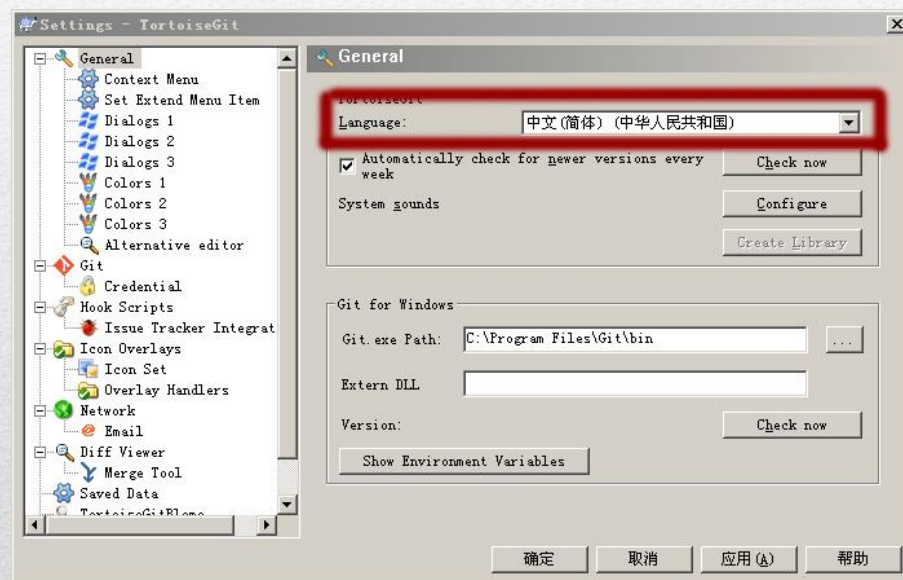 Settings - TortoiseGit
General
Context Menu
Set Extend Menu Item
Dialogs 1
Dialogs 2
Dialogs 3
Colors 1
Colors 2
Colors 3
Alternative editor
Git
Credential
Hook Scripts
Issue Tracker Integrat
Icon Overlays
Icon Set
Overlay Handlers
Network
Email
Diff Viewer
Merge Tool
Saved Data
TortoiseGitBlame
General
TortoiseGit
Language:
中文(简体) (中华人民共和国)
Automatically check for newer versions every
week
Check now
System sounds
Configure
Create Library
Git for Windows
Git.exe Path:
C:\Program Files\Git\bin
...
Extern DLL
Version:
Check now
Show Environment Variables
确定
取消
应用(A)
帮助